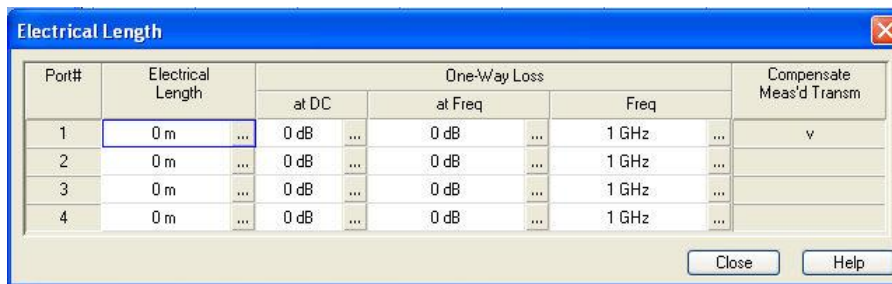 Electrical Length
Port# Electrical Length One-Way Loss Compensate Meas'd Transm
at DC at Freq Freq
1 0 m ... 0 dB ... 0 dB ... 1 GHz ... v
2 0 m ... 0 dB ... 0 dB ... 1 GHz ...
3 0 m ... 0 dB ... 0 dB ... 1 GHz ...
4 0 m ... 0 dB ... 0 dB ... 1 GHz ...
Close Help